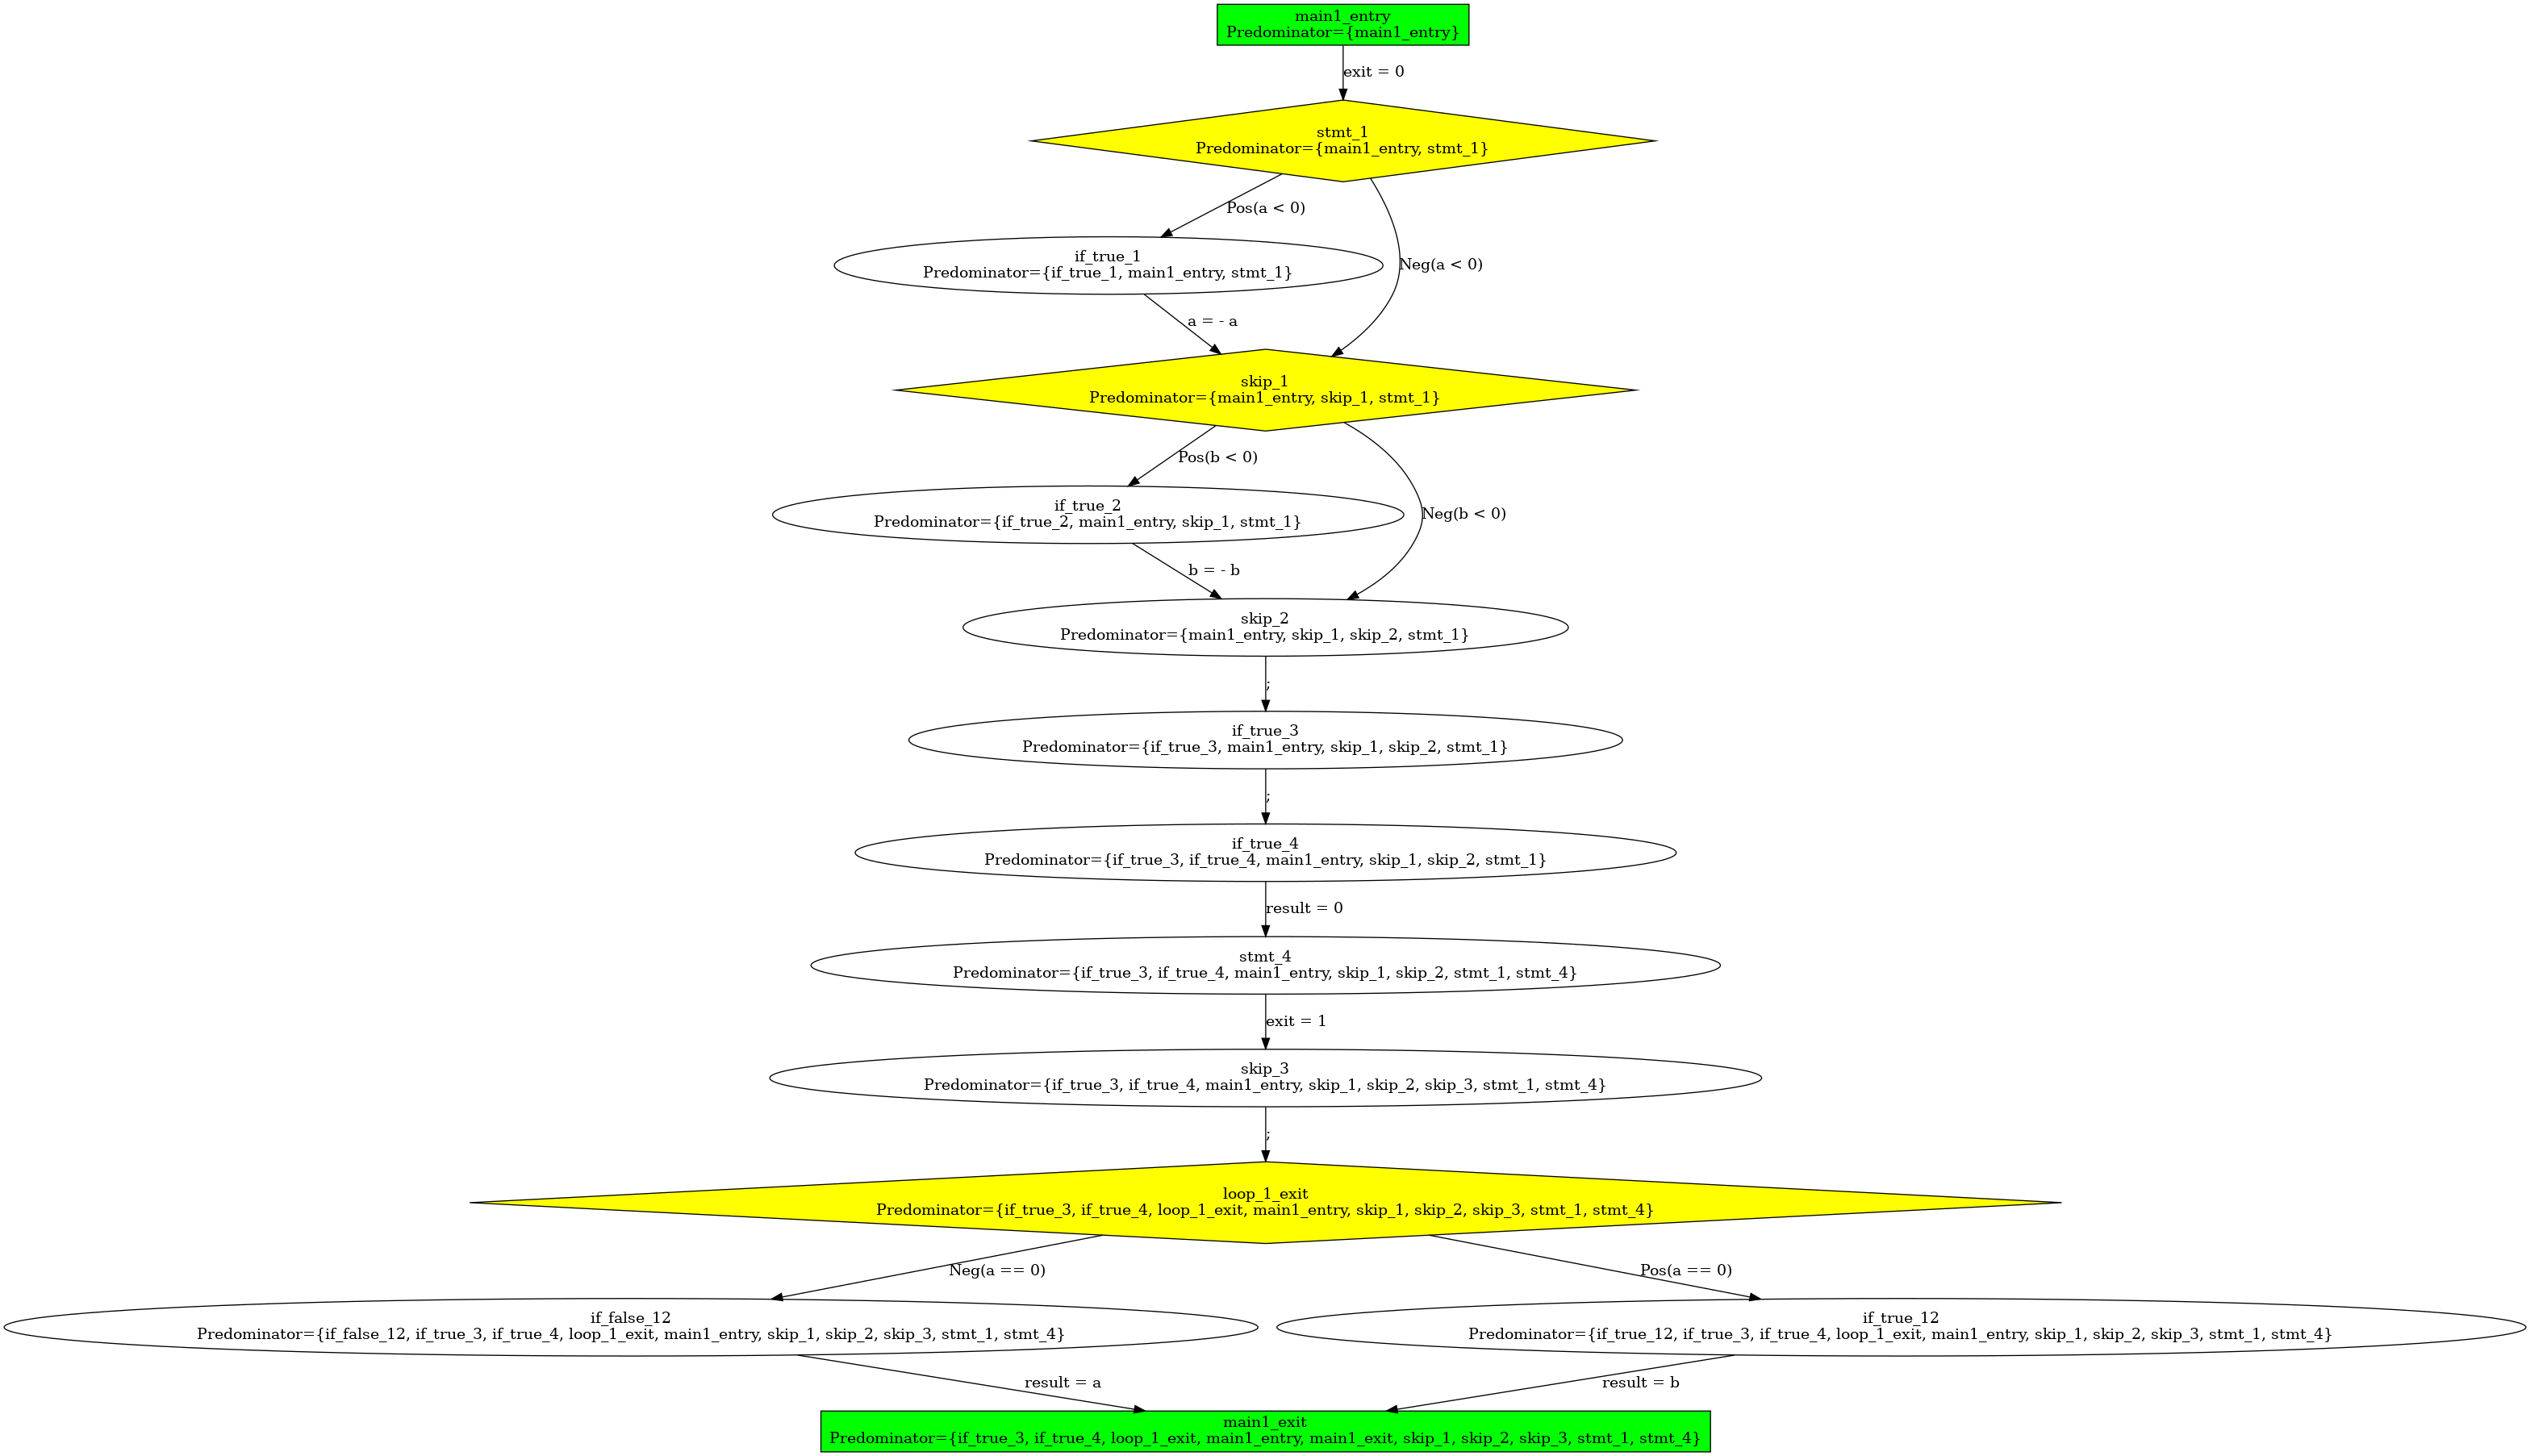 main1_entry
Predominator={main1_entry}
exit = 0
stmt_1
Predominator={main1_entry, stmt_1}
Pos(a < 0)
if_true_1
Predominator={if_true_1, main1_entry, stmt_1}
Neg(a < 0)
a = - a
skip_1
Predominator={main1_entry, skip_1, stmt_1}
Pos(b < 0)
if_true_2
Predominator={if_true_2, main1_entry, skip_1, stmt_1}
Neg(b < 0)
b = - b
skip_2
Predominator={main1_entry, skip_1, skip_2, stmt_1}
;
if_true_3
Predominator={if_true_3, main1_entry, skip_1, skip_2, stmt_1}
;
if_true_4
Predominator={if_true_3, if_true_4, main1_entry, skip_1, skip_2, stmt_1}
result = 0
stmt_4
Predominator={if_true_3, if_true_4, main1_entry, skip_1, skip_2, stmt_1, stmt_4}
exit = 1
skip_3
Predominator={if_true_3, if_true_4, main1_entry, skip_1, skip_2, skip_3, stmt_1, stmt_4}
;
loop_1_exit
Predominator={if_true_3, if_true_4, loop_1_exit, main1_entry, skip_1, skip_2, skip_3, stmt_1, stmt_4}
Neg(a == 0)
Pos(a == 0)
if_false_12
Predominator={if_false_12, if_true_3, if_true_4, loop_1_exit, main1_entry, skip_1, skip_2, skip_3, stmt_1, stmt_4}
if_true_12
Predominator={if_true_12, if_true_3, if_true_4, loop_1_exit, main1_entry, skip_1, skip_2, skip_3, stmt_1, stmt_4}
result = a
result = b
main1_exit
Predominator={if_true_3, if_true_4, loop_1_exit, main1_entry, main1_exit, skip_1, skip_2, skip_3, stmt_1, stmt_4}